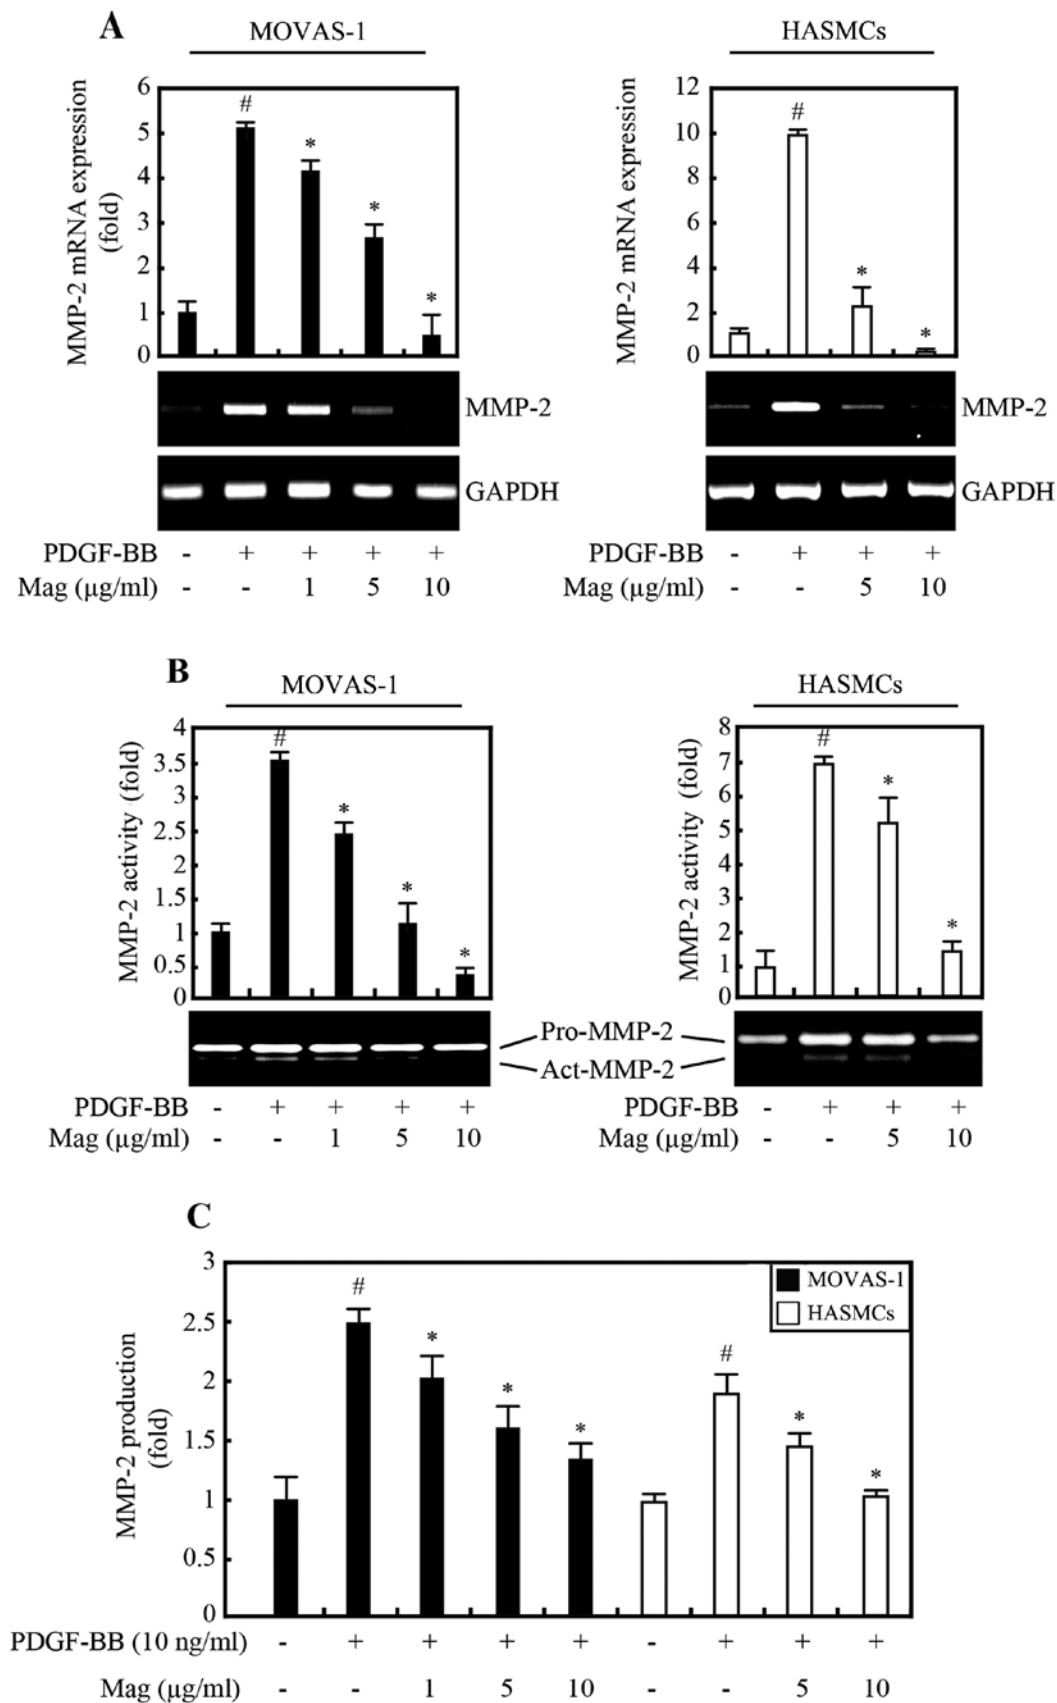 A
MOVAS-1
HASMCs
MMP-2 mRNA expression
(fold)
6
5
4
3
2
1
0
#
*
*
*
MMP-2 mRNA expression
12
10
8
6
4
2
0
#
*
*
MMP-2
GAPDH
MMP-2
GAPDH
PDGF-BB - + + + +
Mag (μg/ml) - - 1 5 10
PDGF-BB - + + +
Mag (μg/ml) - - 5 10
B
MOVAS-1
HASMCs
MMP-2 activity (fold)
4
3.5
3
2.5
2
1.5
1
0.5
0
#
*
*
*
MMP-2 activity (fold)
8
7
6
5
4
3
2
1
0
#
*
*
Pro-MMP-2
Act-MMP-2
PDGF-BB - + + + +
Mag (μg/ml) - - 1 5 10
PDGF-BB - + + +
Mag (μg/ml) - - 5 10
C
MMP-2 production
(fold)
3
2.5
2
1.5
1
0.5
0
#
*
*
*
#
*
*
MOVAS-1
HASMCs
PDGF-BB (10 ng/ml) - + + + + - + + +
Mag (μg/ml) - - 1 5 10 - - 5 10